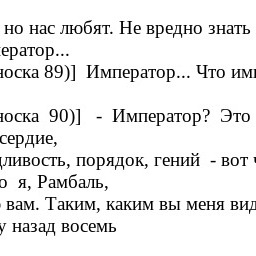 но нас любят. Не вредно знать
ператор...
носка 89)] Император... Что им
носка 90)] - Император? Это
сердие,
дливость, порядок, гений - вот ч
о я, Рамбаль,
вам. Таким, каким вы меня вид
у назад восемь